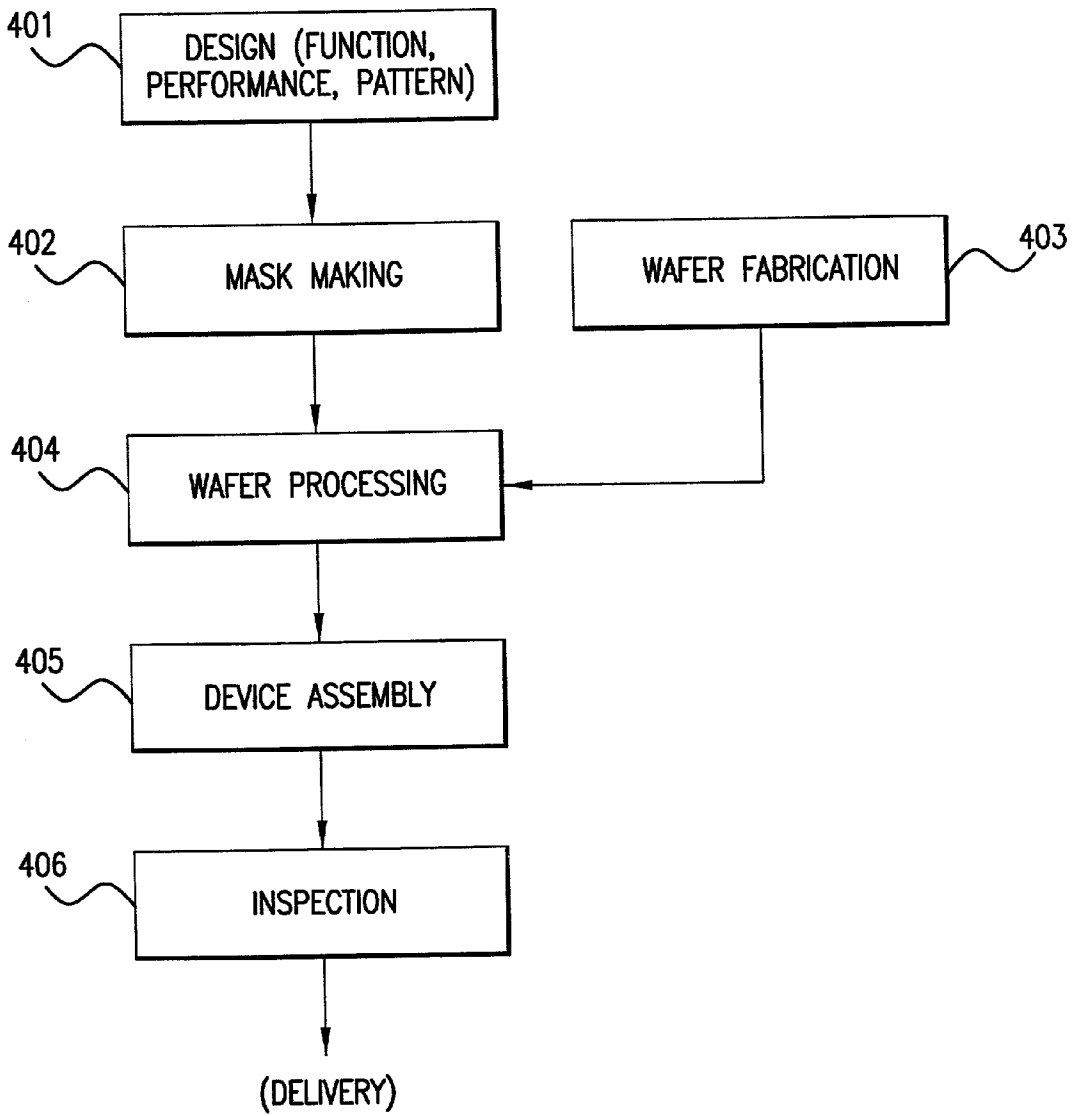 401
DESIGN (FUNCTION,
PERFORMANCE, PATTERN)
402
MASK MAKING
WAFER FABRICATION
403
404
WAFER PROCESSING
405
DEVICE ASSEMBLY
406
INSPECTION
(DELIVERY)